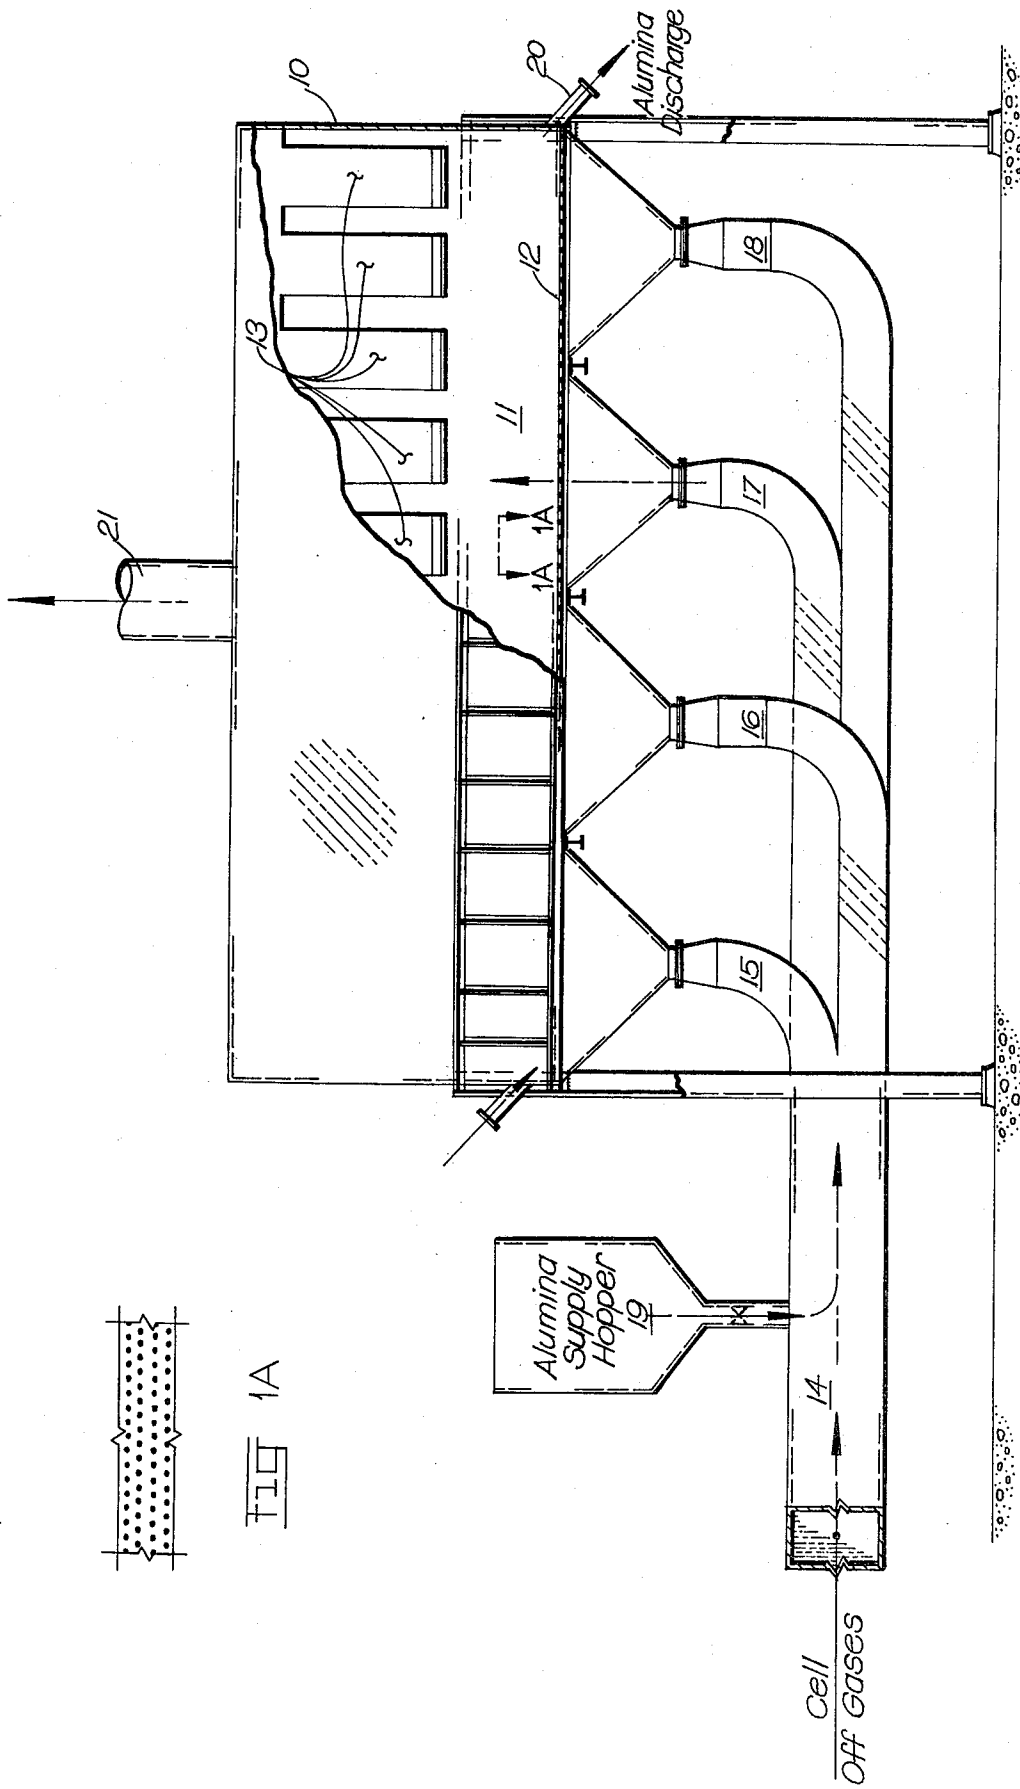 21
10
13
20
Alumina
Discharge
11
12
1A
1A
15
16
17
18
Alumina
Supply
Hopper
19
14
Cell
Off Gases
Fig 1A